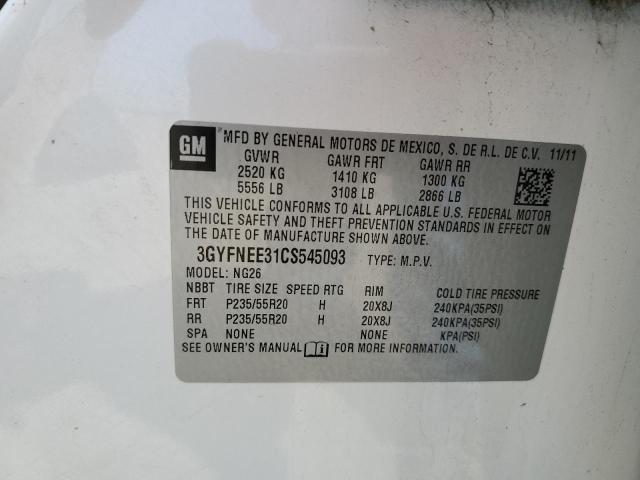 GM
MFD BY GENERAL MOTORS DE MEXICO, S. DE R.L. DE C.V. 11/11
GVWR GAWR FRT GAWR RR
2520 KG 1410 KG 1300 KG
5556 LB 3108 LB 2866 LB
THIS VEHICLE CONFORMS TO ALL APPLICABLE U.S. FEDERAL MOTOR
VEHICLE SAFETY AND THEFT PREVENTION STANDARDS IN EFFECT ON
THE DATE OF MANUFACTURE SHOWN ABOVE.
3GYFNEE31CS545093 TYPE: M.P.V.
MODEL: NG26
NBBT TIRE SIZE SPEED RTG RIM COLD TIRE PRESSURE
FRT P235/55R20 H 20X8J 240KPA(35PSI)
RR P235/55R20 H 20X8J 240KPA(35PSI)
SPA NONE NONE KPA(PSI)
SEE OWNER'S MANUAL FOR MORE INFORMATION.